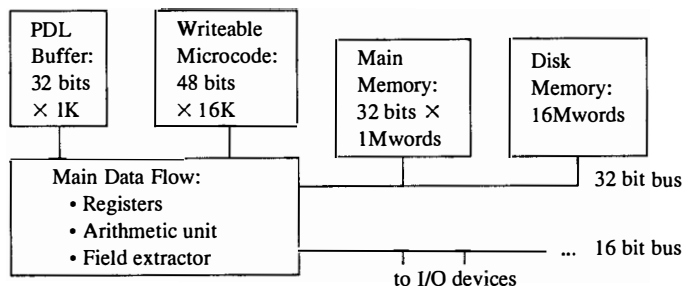 PDL
Buffer:
32 bits
× 1K
Writeable
Microcode:
48 bits
× 16K
Main
Memory:
32 bits ×
1Mwords
Disk
Memory:
16Mwords
Main Data Flow:
• Registers
• Arithmetic unit
• Field extractor
32 bit bus
... 16 bit bus
to I/O devices